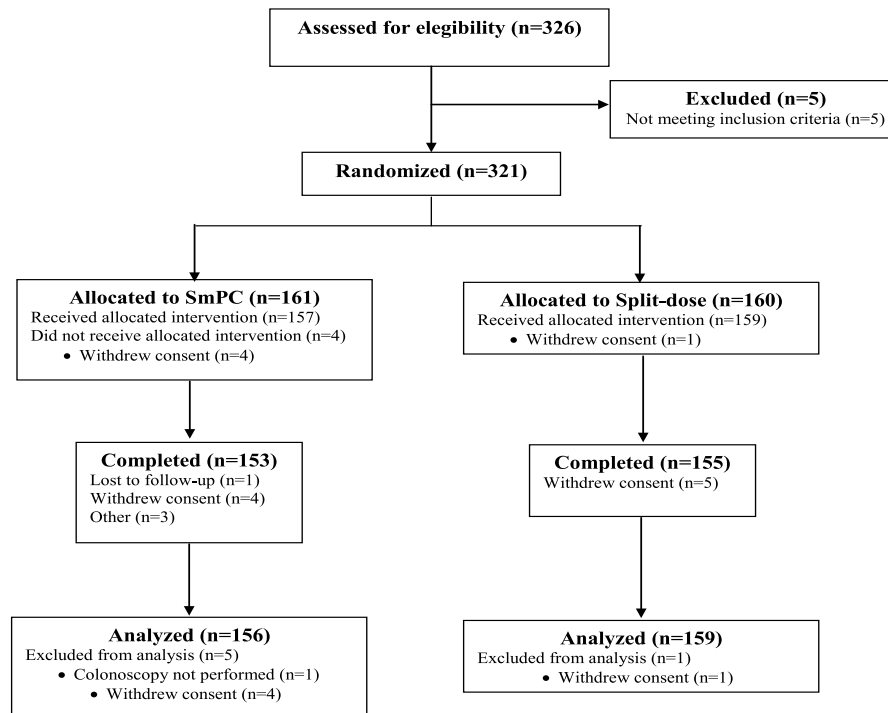 Assessed for elegibility (n=326)
Excluded (n=5)
Not meeting inclusion criteria (n=5)
Randomized (n=321)
Allocated to SmPC (n=161)
Received allocated intervention (n=157)
Did not receive allocated intervention (n=4)
• Withdrew consent (n=4)
Allocated to Split-dose (n=160)
Received allocated intervention (n=159)
• Withdrew consent (n=1)
Completed (n=153)
Lost to follow-up (n=1)
Withdrew consent (n=4)
Other (n=3)
Completed (n=155)
Withdrew consent (n=5)
Analyzed (n=156)
Excluded from analysis (n=5)
• Colonoscopy not performed (n=1)
• Withdrew consent (n=4)
Analyzed (n=159)
Excluded from analysis (n=1)
• Withdrew consent (n=1)